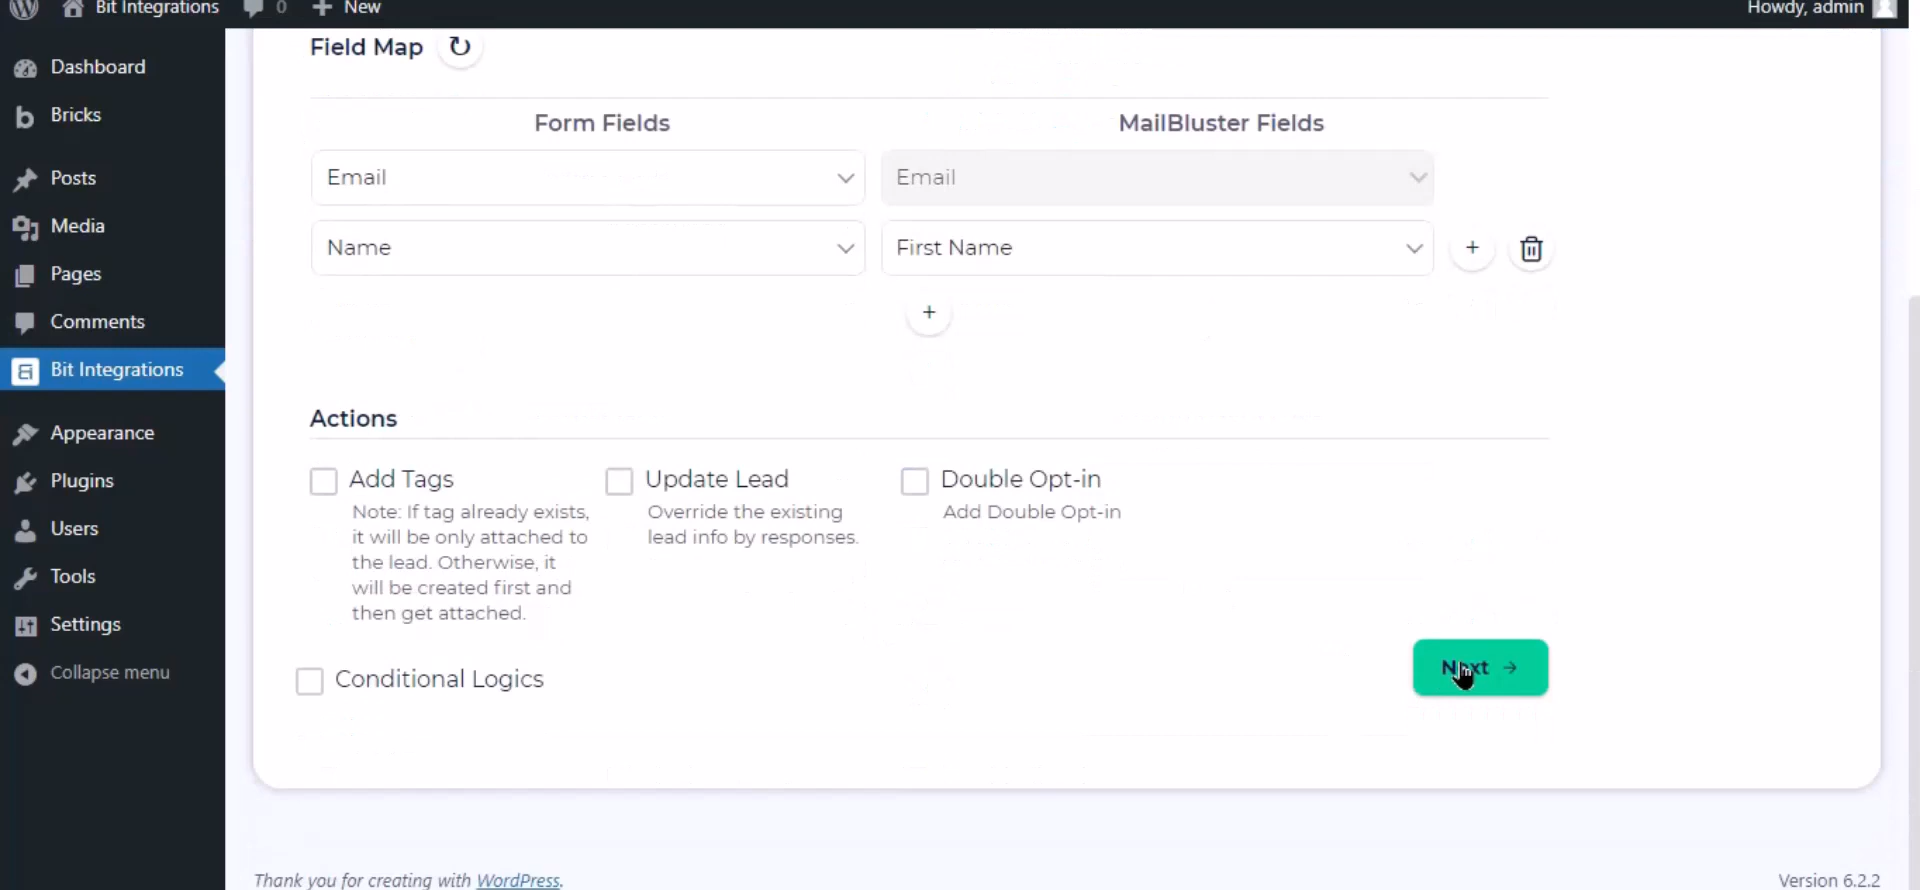 Bit Integrations 0 New Howdy, admin
Dashboard
Bricks
Posts
Media
Pages
Comments
Bit Integrations
Appearance
Plugins
Users
Tools
Settings
Collapse menu
Field Map
Form Fields MailBluster Fields
Email Email
Name First Name
Actions
Add Tags
Note: If tag already exists,
it will be only attached to
the lead. Otherwise, it
will be created first and
then get attached.
Update Lead
Override the existing
lead info by responses.
Double Opt-in
Add Double Opt-in
Conditional Logics
Next
Thank you for creating with WordPress.
Version 6.2.2